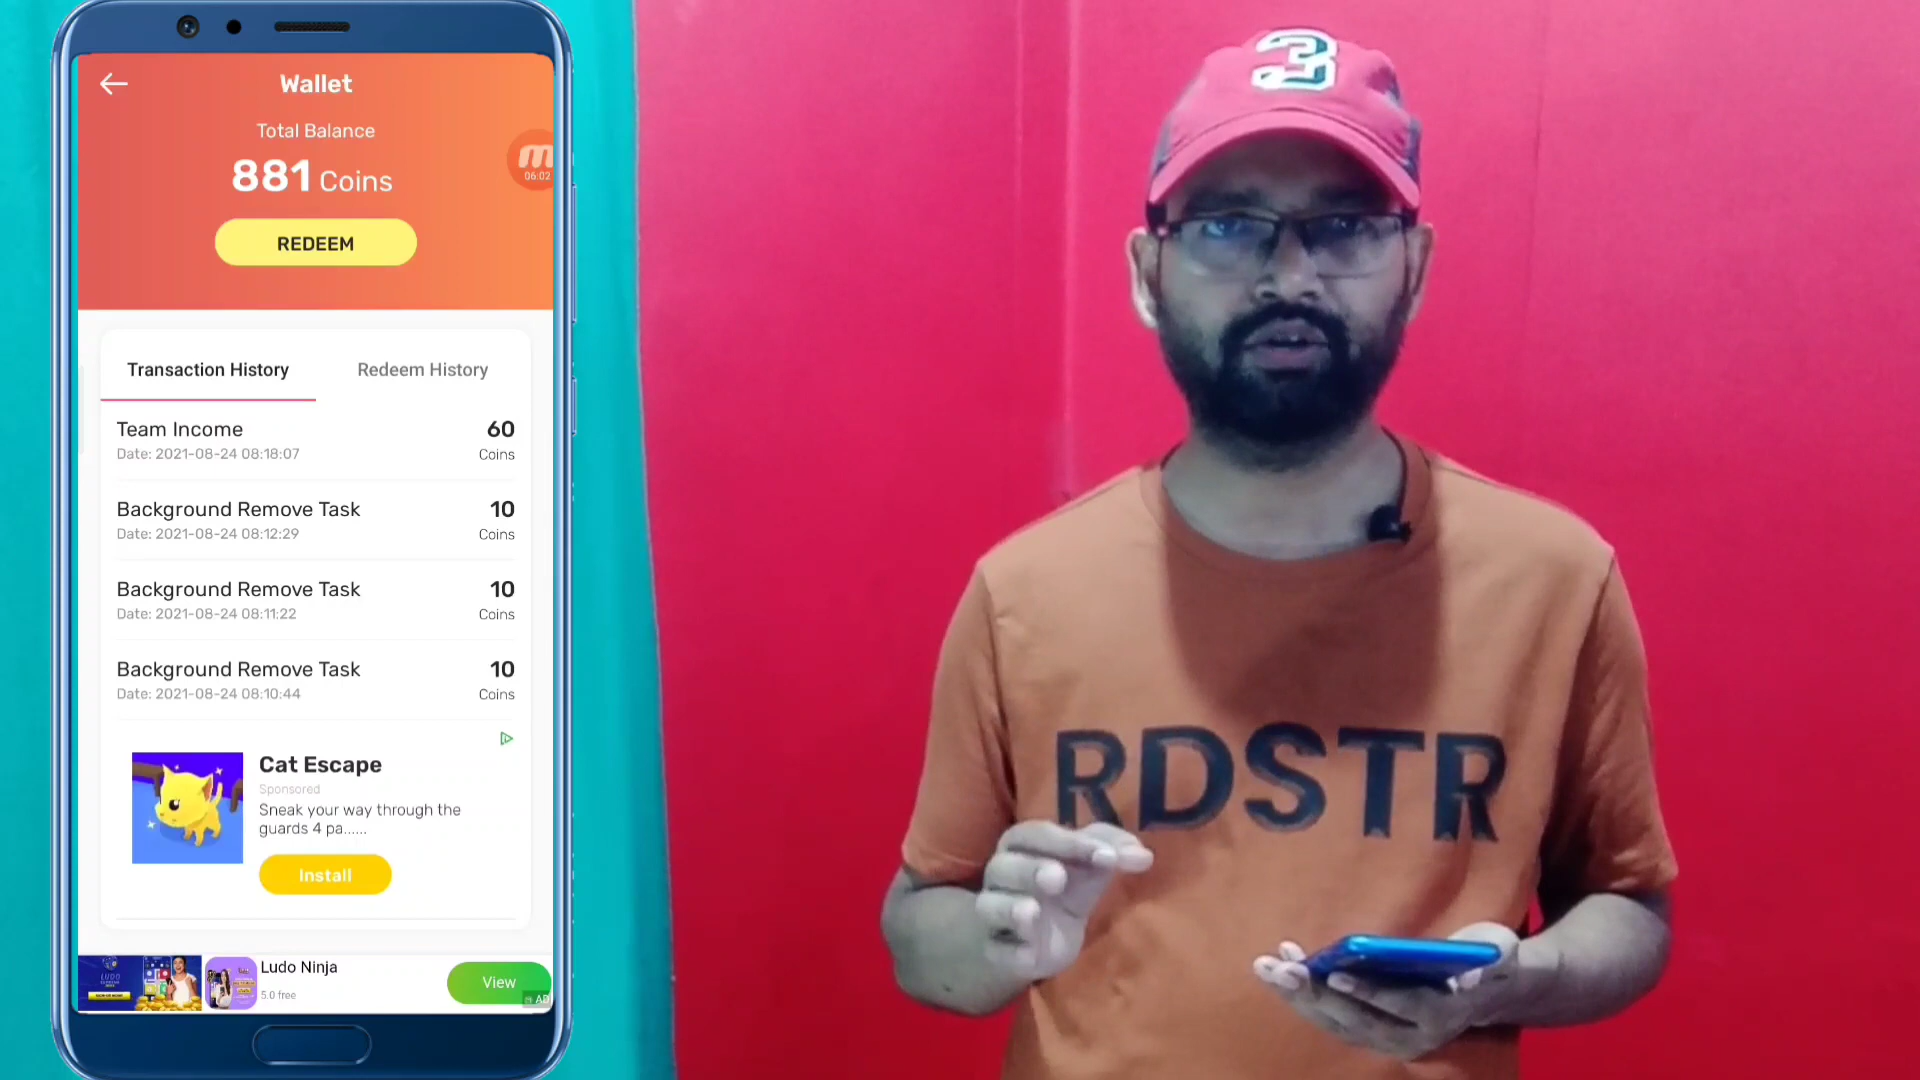 Wallet
Total Balance
881 Coins
m
06:02
REDEEM
Transaction History
Redeem History
Team Income
60
Date: 2021-08-24 08:18:07
Coins
Background Remove Task
10
Date: 2021-08-24 08:12:29
Coins
Background Remove Task
10
Date: 2021-08-24 08:11:22
Coins
Background Remove Task
10
Date: 2021-08-24 08:10:44
Coins
Cat Escape
Sponsored
Sneak your way through the
guards 4 pa......
Install
LUDO
Ludo Ninja
5.0 free
View
AD
3
RDSTR